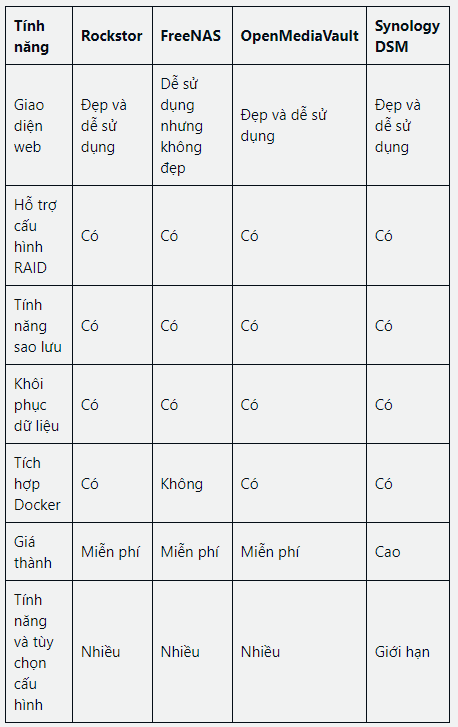 Tính
năng
Rockstor
FreeNAS
OpenMediaVault
Synology
DSM
Giao
diện
web
Đẹp và
dễ sử
dụng
Dễ sử
dụng
nhưng
không
đẹp
Đẹp và dễ sử
dụng
Đẹp và
dễ sử
dụng
Hỗ trợ
cấu
hình
RAID
Có
Có
Có
Có
Tính
năng
sao lưu
Có
Có
Có
Có
Khôi
phục
dữ liệu
Có
Có
Có
Có
Tích
hợp
Docker
Có
Không
Có
Có
Giá
thành
Miễn phí
Miễn phí
Miễn phí
Cao
Tính
năng
và tùy
chọn
cấu
hình
Nhiều
Nhiều
Nhiều
Giới hạn